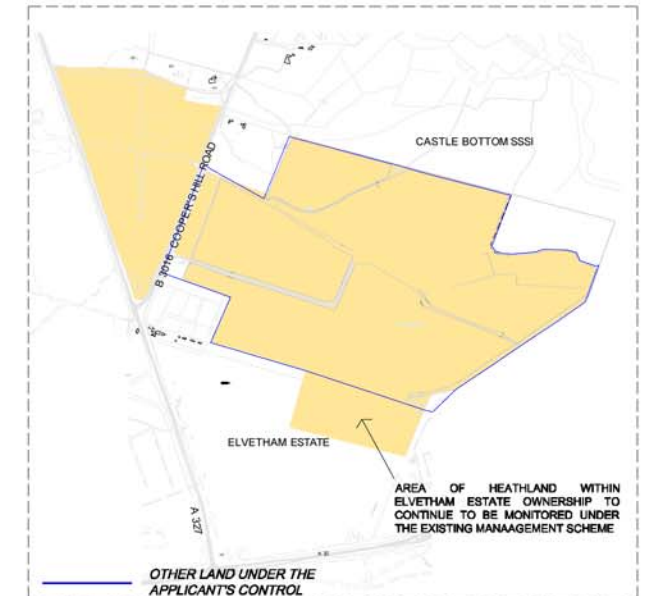 CASTLE BOTTOM SSSI
B 3016 COOPER'S HILL ROAD
ELVETHAM ESTATE
AREA OF HEATHLAND WITHIN
ELVETHAM ESTATE OWNERSHIP TO
CONTINUE TO BE MONITORED UNDER
THE EXISTING MANAAGEMENT SCHEME
A 327
OTHER LAND UNDER THE
APPLICANT'S CONTROL